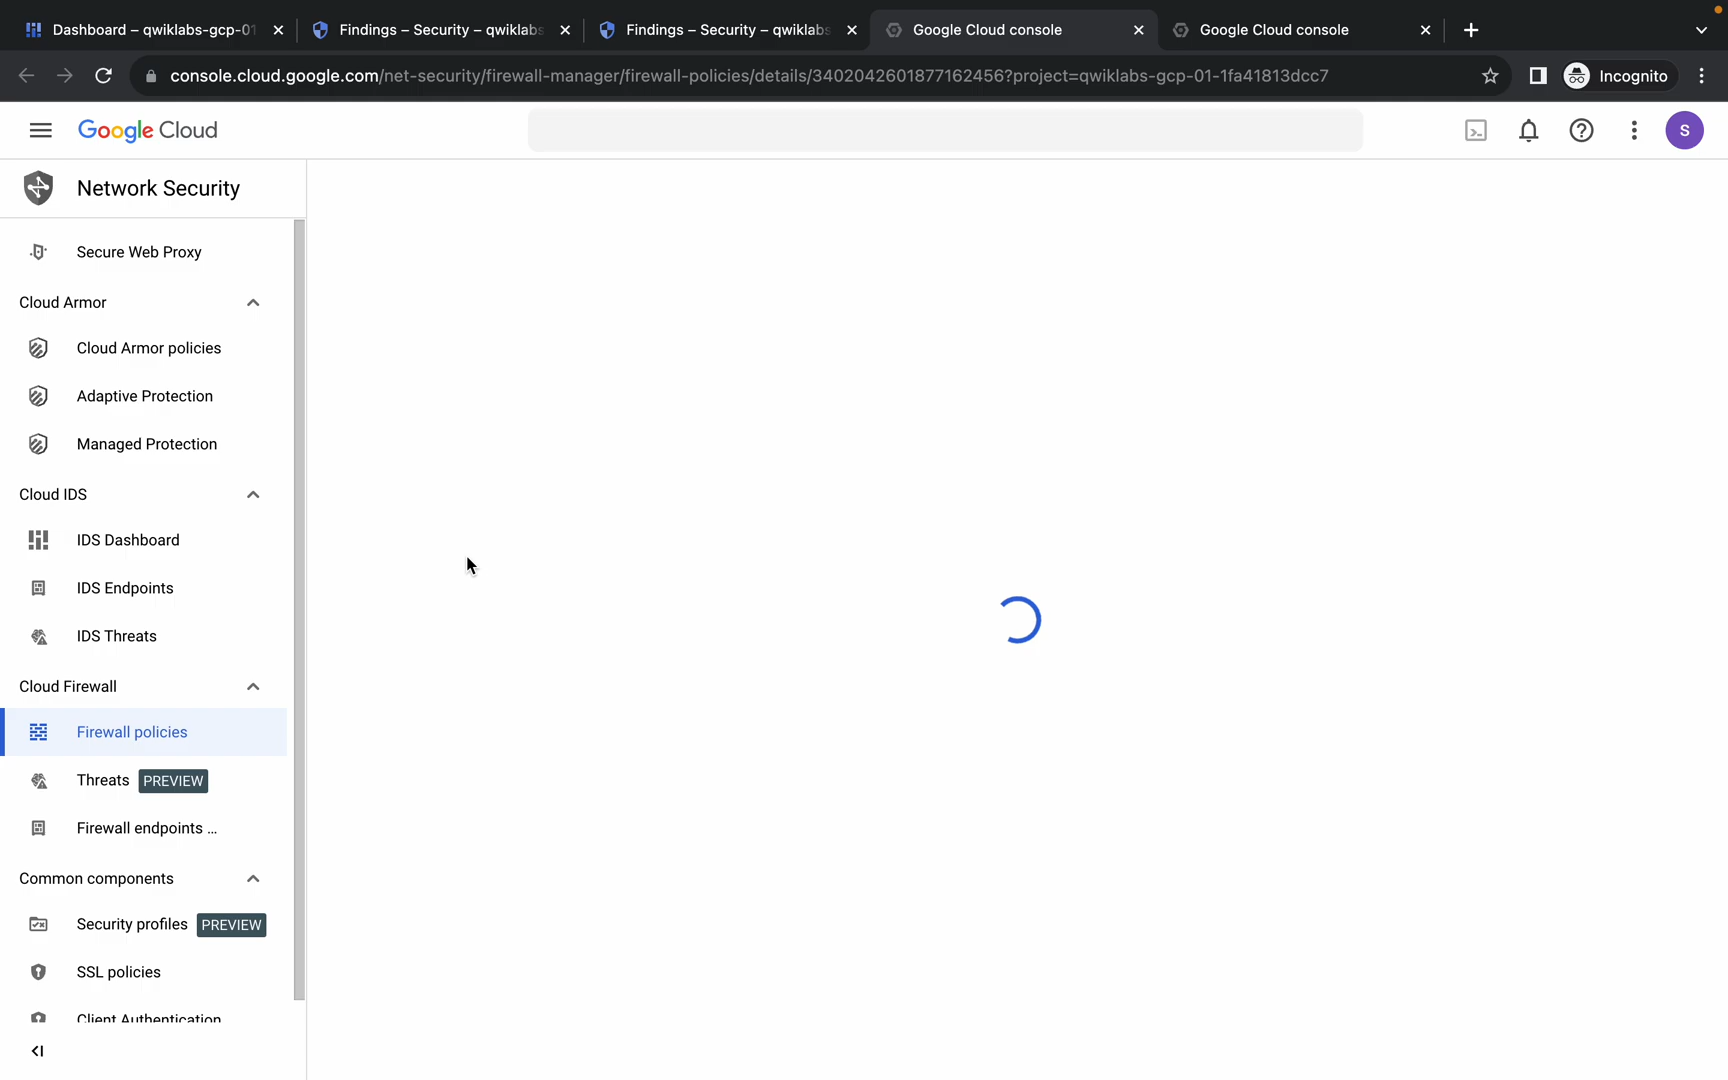 Dashboard – qwiklabs-gcp-01
Findings – Security – qwiklabs
Findings – Security – qwiklabs
Google Cloud console
Google Cloud console
console.cloud.google.com/net-security/firewall-manager/firewall-policies/details/3402042601877162456?project=qwiklabs-gcp-01-1fa41813dcc7
Incognito
Google Cloud
S
Network Security
Secure Web Proxy
Cloud Armor
Cloud Armor policies
Adaptive Protection
Managed Protection
Cloud IDS
IDS Dashboard
IDS Endpoints
IDS Threats
Cloud Firewall
Firewall policies
Threats PREVIEW
Firewall endpoints ...
Common components
Security profiles PREVIEW
SSL policies
Client Authentication